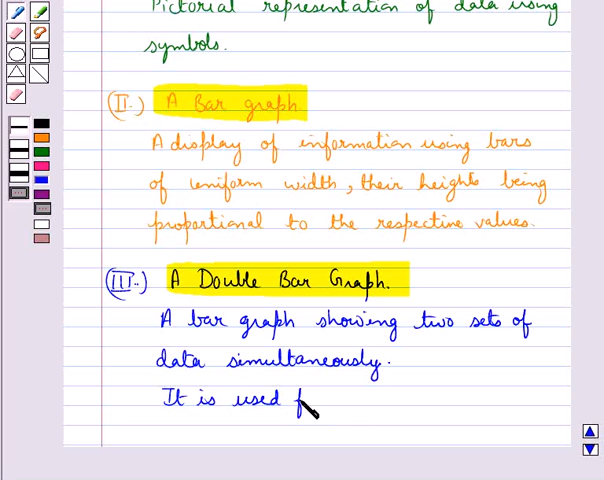 Pictorial representation of data using
symbols.
(II.) A Bar graph.
A display of information using bars
of uniform width, their heights being
proportional to the respective values.
(III.) A Double Bar Graph.
A bar graph showing two sets of
data simultaneously.
It is used f